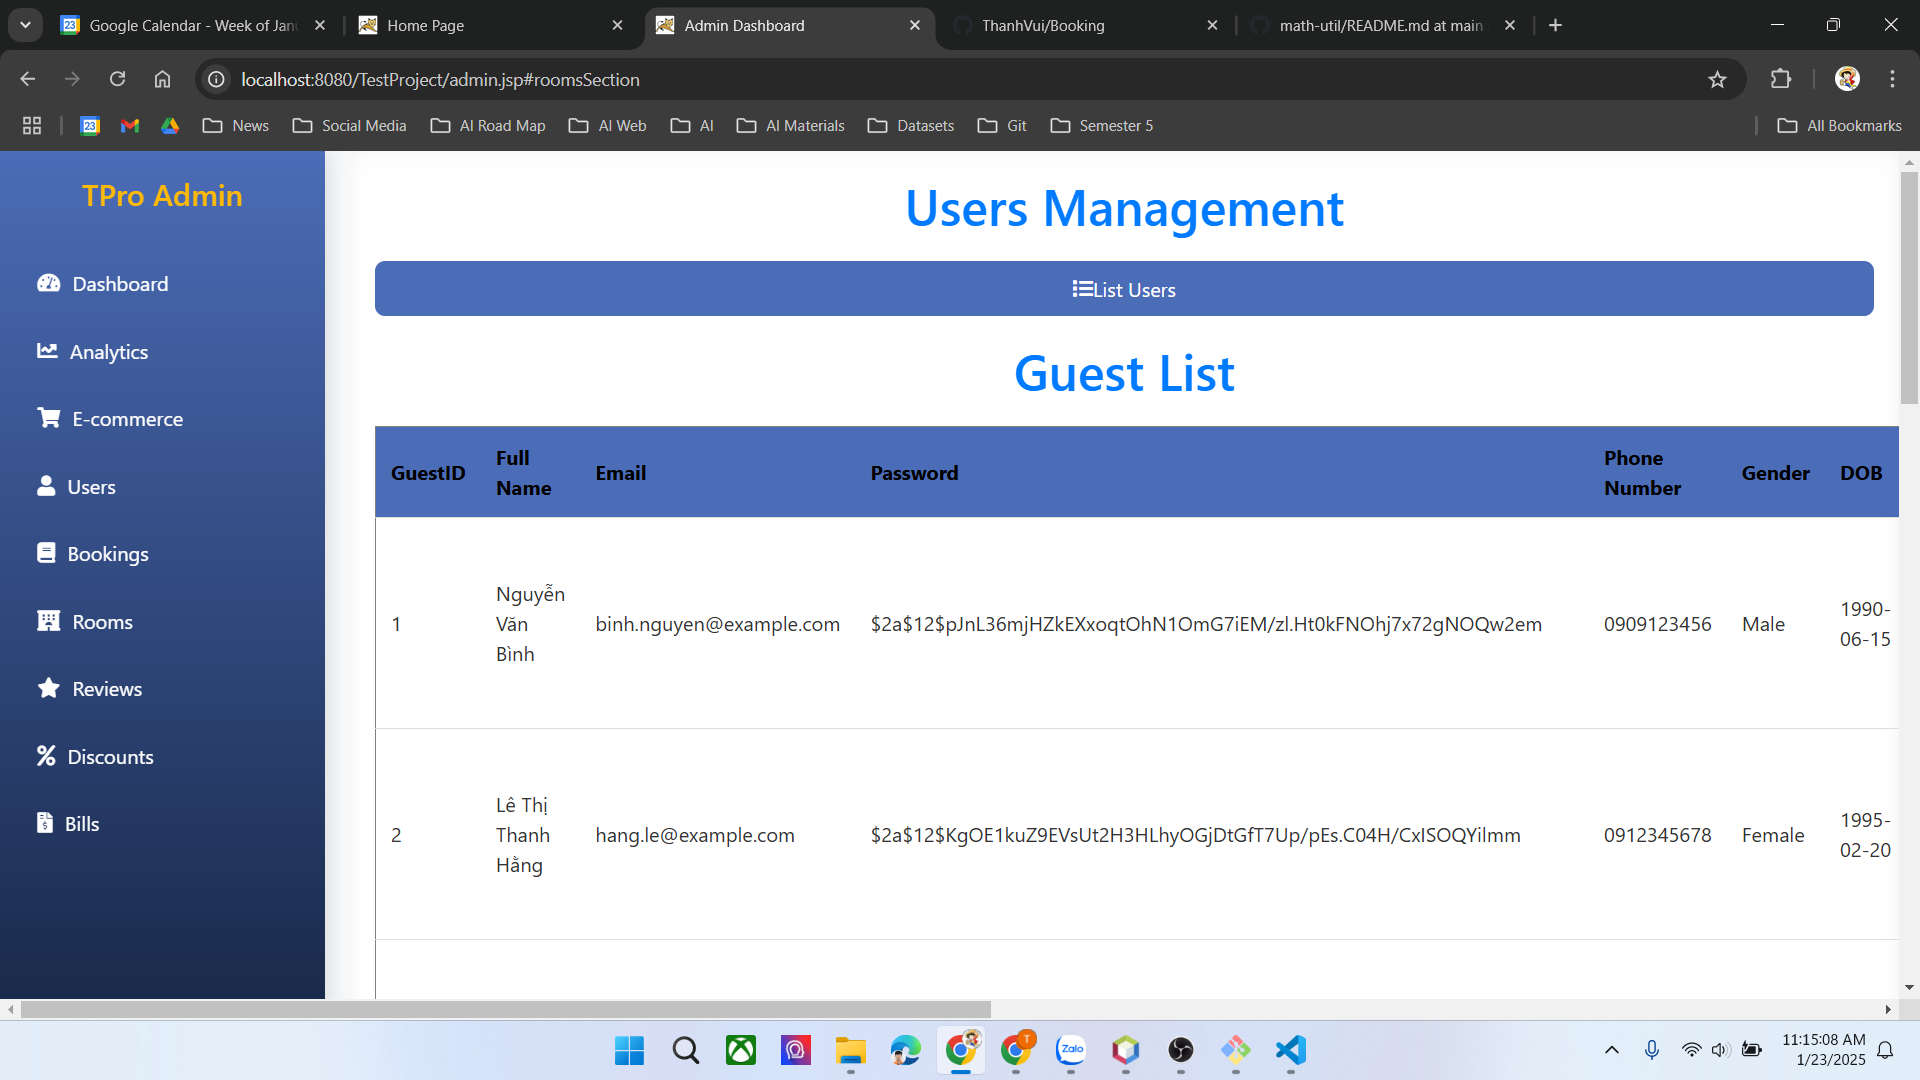 Google Calendar - Week of Jan
Home Page
Admin Dashboard
ThanhVui/Booking
math-util/README.md at main
localhost:8080/TestProject/admin.jsp#roomsSection
23
News
Social Media
AI Road Map
AI Web
AI
AI Materials
Datasets
Git
Semester 5
All Bookmarks
TPro Admin
Dashboard
Analytics
E-commerce
Users
Bookings
Rooms
Reviews
Discounts
Bills
Users Management
List Users
Guest List
GuestID
Full
Name
Email
Password
Phone
Number
Gender
DOB
1
Nguyễn
Văn
Bình
binh.nguyen@example.com
$2a$12$pJnL36mjHZkEXxoqtOhN1OmG7iEM/zl.Ht0kFNOhj7x72gNOQw2em
0909123456
Male
1990-
06-15
2
Lê Thị
Thanh
Hằng
hang.le@example.com
$2a$12$KgOE1kuZ9EVsUt2H3HLhyOGjDtGfT7Up/pEs.C04H/CxISOQYilmm
0912345678
Female
1995-
02-20
T
Zalo
11:15:08 AM
1/23/2025